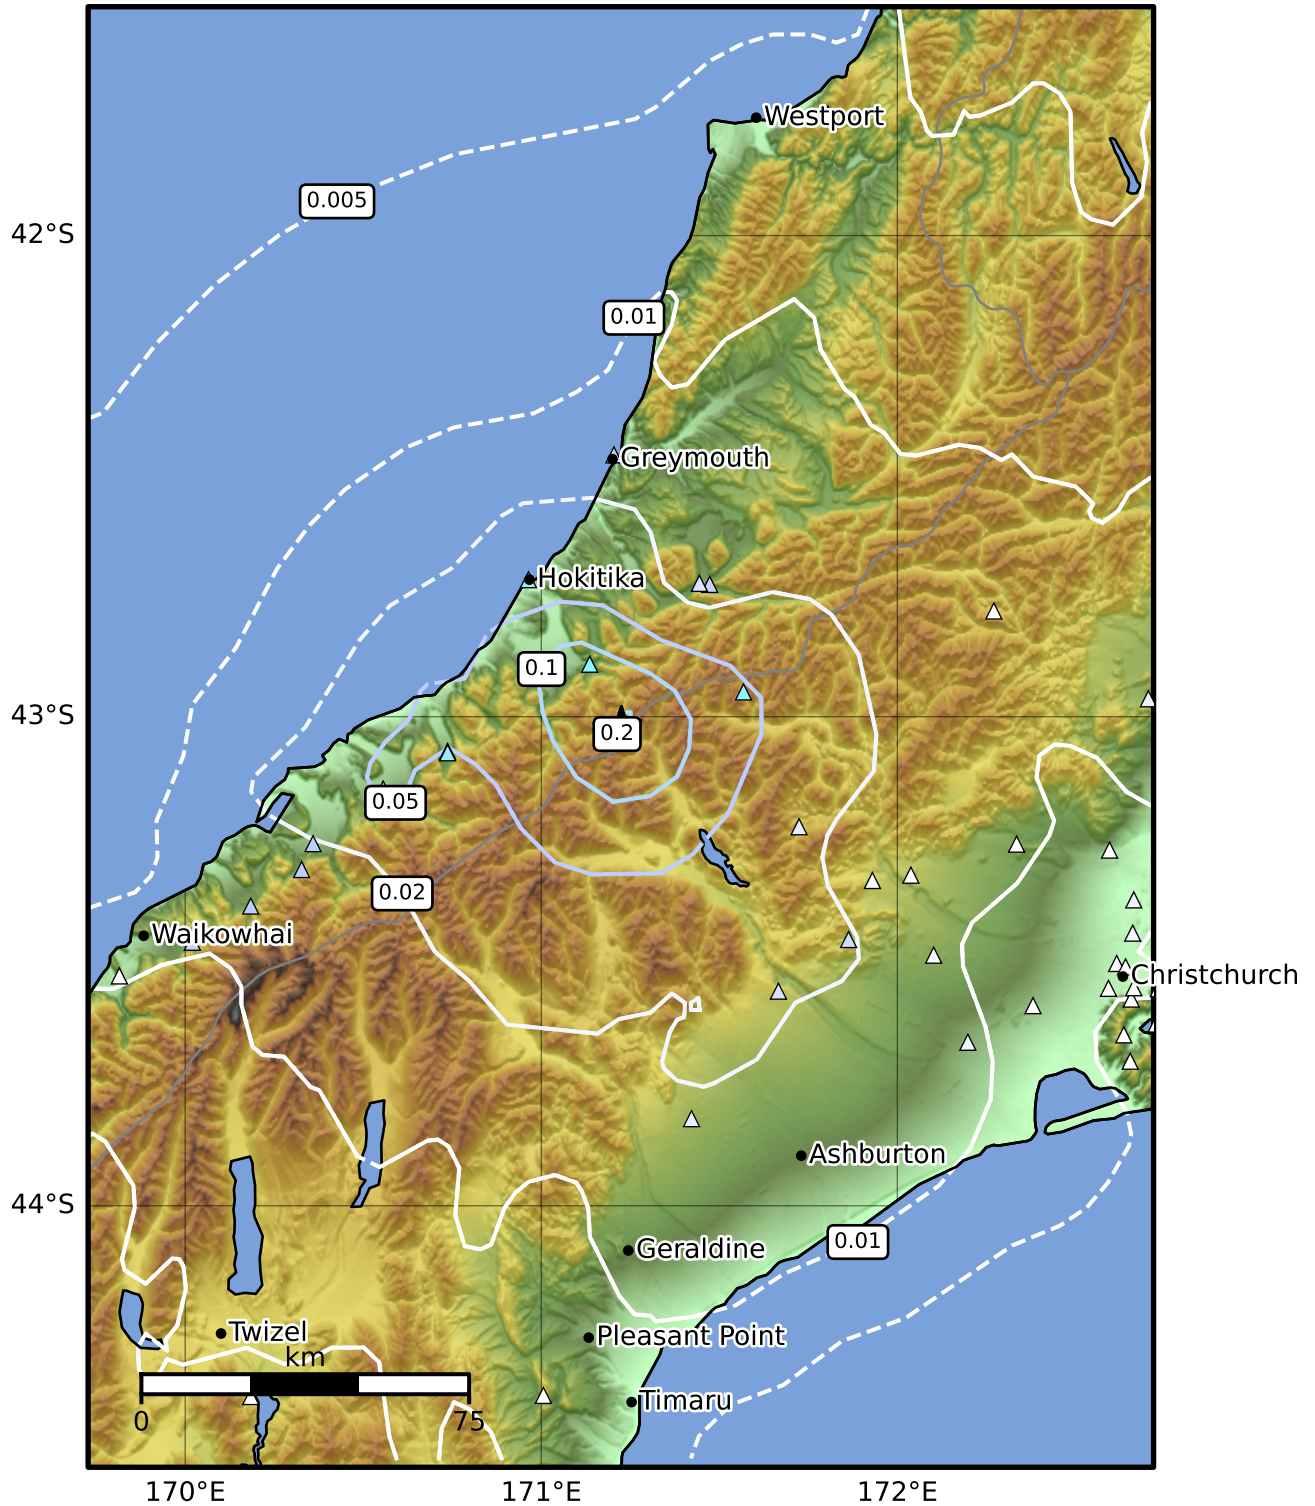 Westport
0.005
42°S
0.01
Greymouth
Hokitika
0.1
43°S
0.2
0.05
0.02
Waikowhai
Christchurch
Ashburton
44°S
0.01
Geraldine
Twizel
Pleasant Point
km
Timaru
0 75
170°E 171°E 172°E